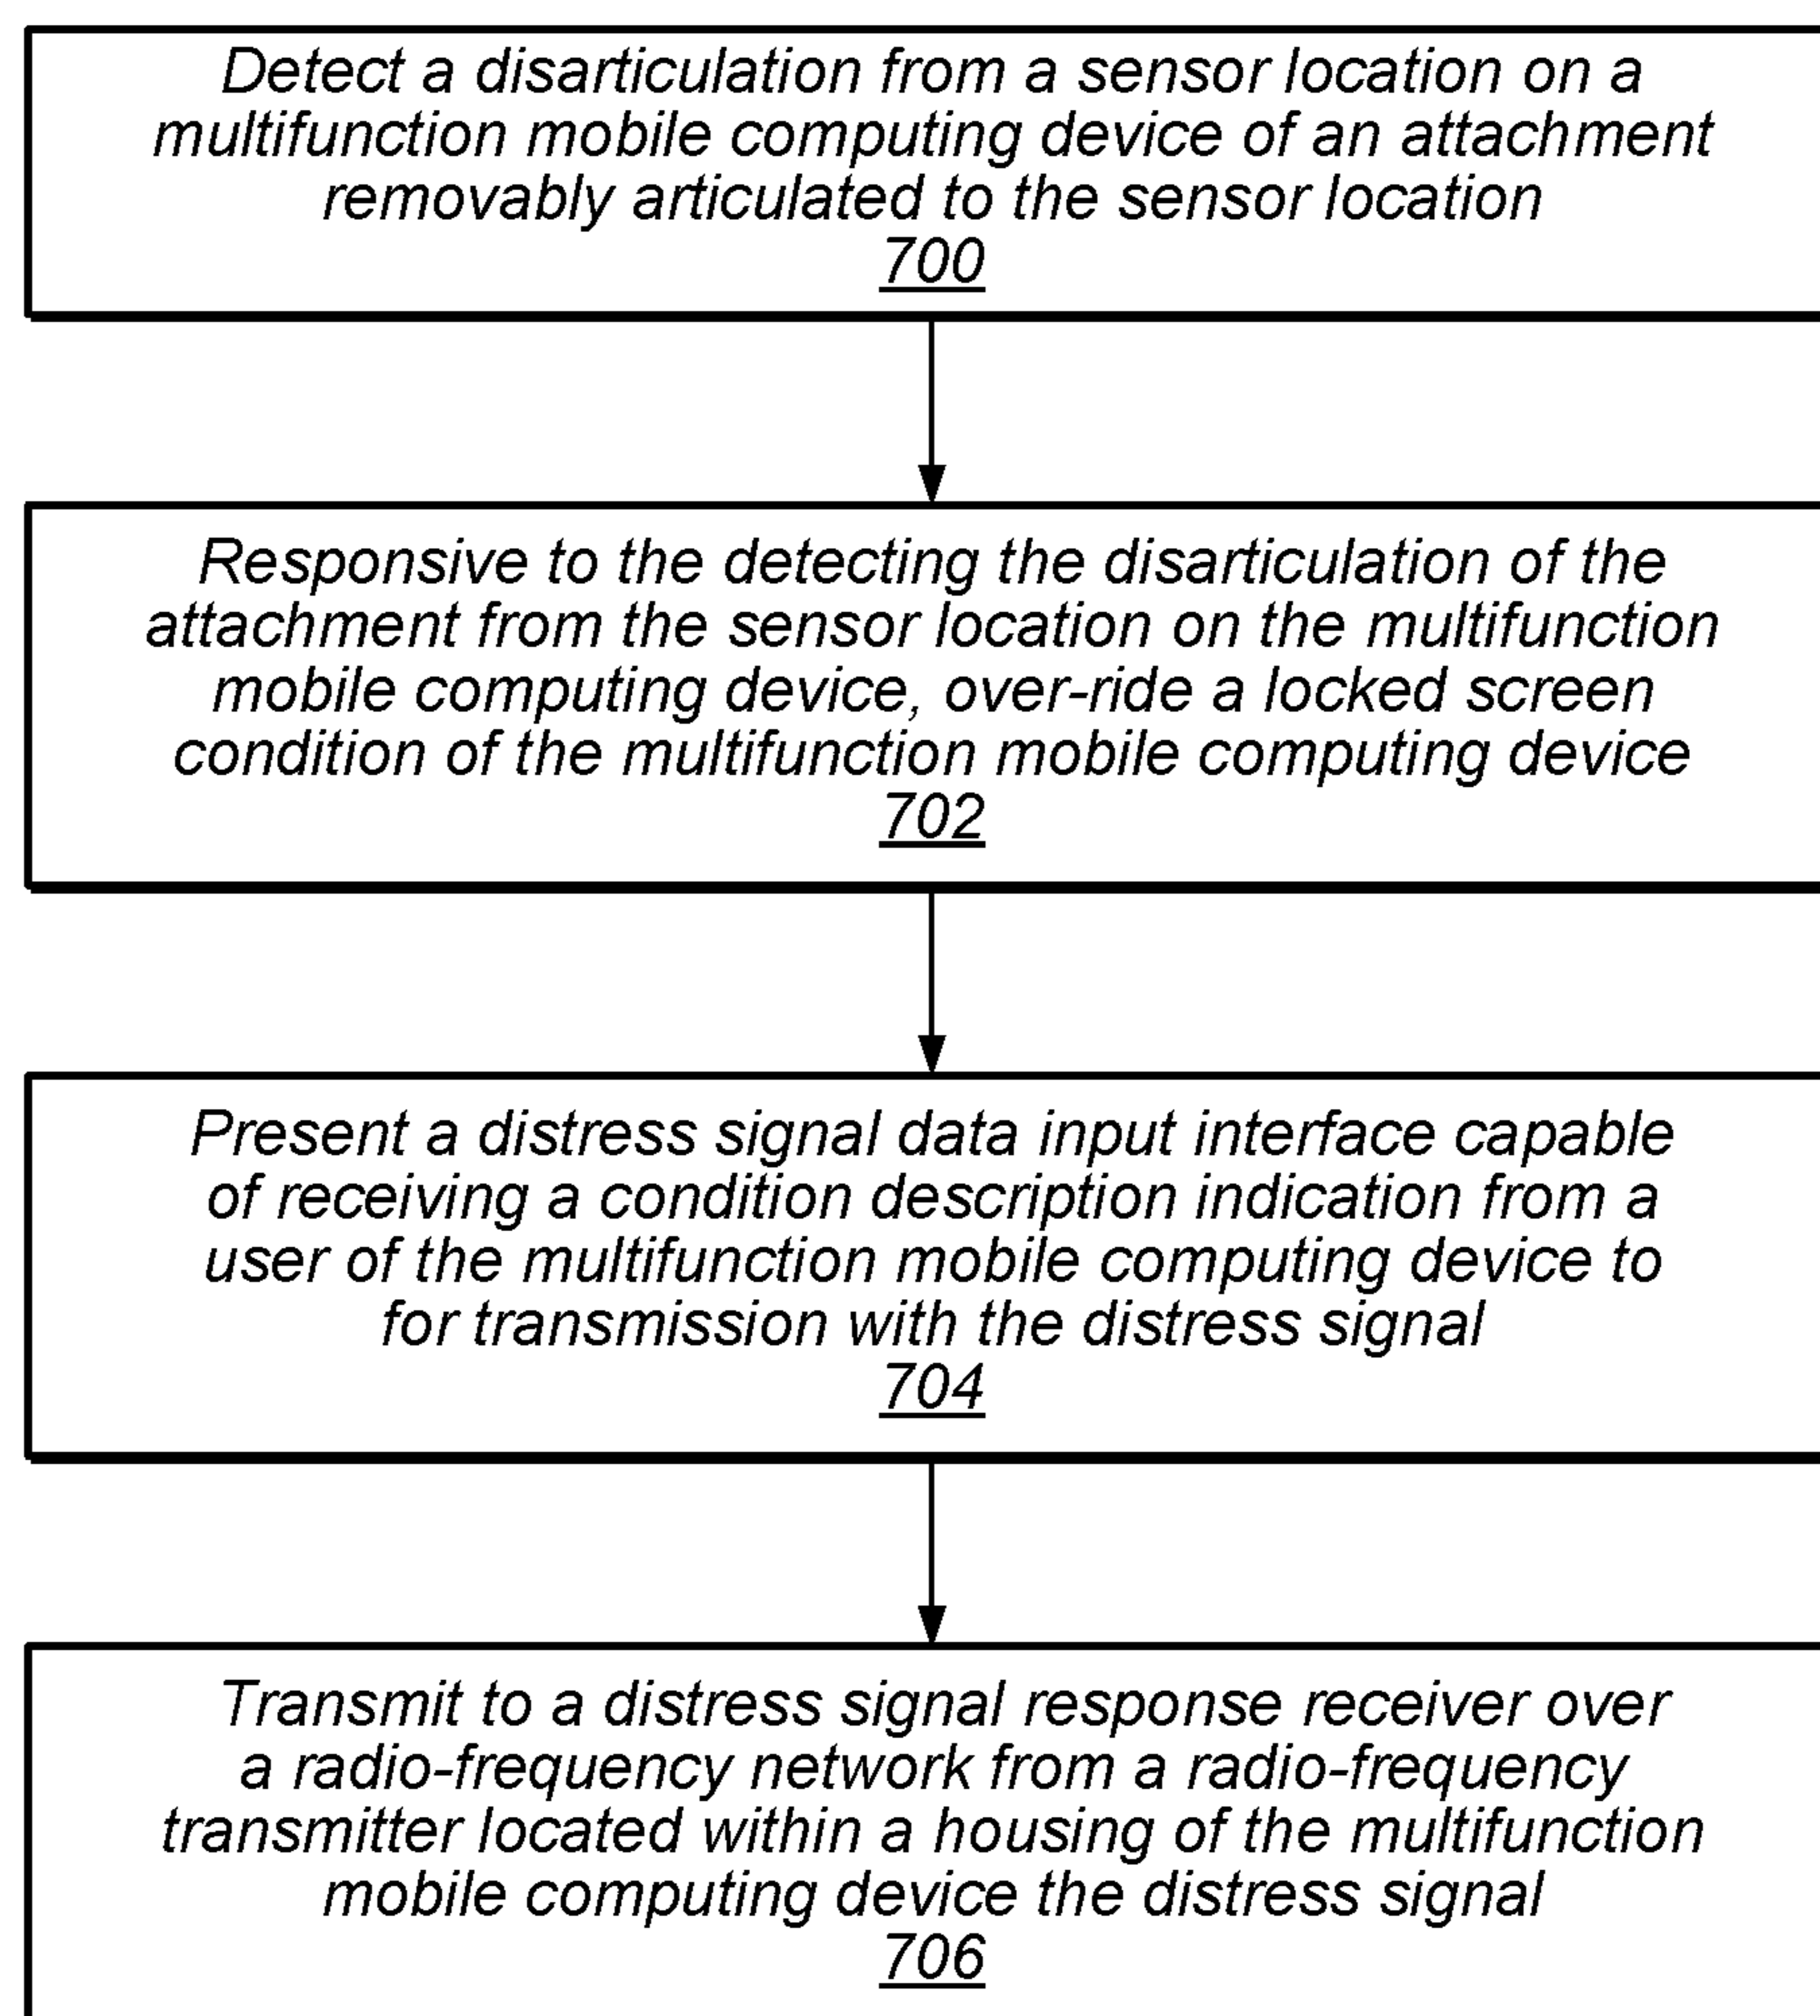 Detect a disarticulation from a sensor location on a
multifunction mobile computing device of an attachment
removably articulated to the sensor location
700
Responsive to the detecting the disarticulation of the
attachment from the sensor location on the multifunction
mobile computing device, over-ride a locked screen
condition of the multifunction mobile computing device
702
Present a distress signal data input interface capable
of receiving a condition description indication from a
user of the multifunction mobile computing device to
for transmission with the distress signal
704
Transmit to a distress signal response receiver over
a radio-frequency network from a radio-frequency
transmitter located within a housing of the multifunction
mobile computing device the distress signal
706